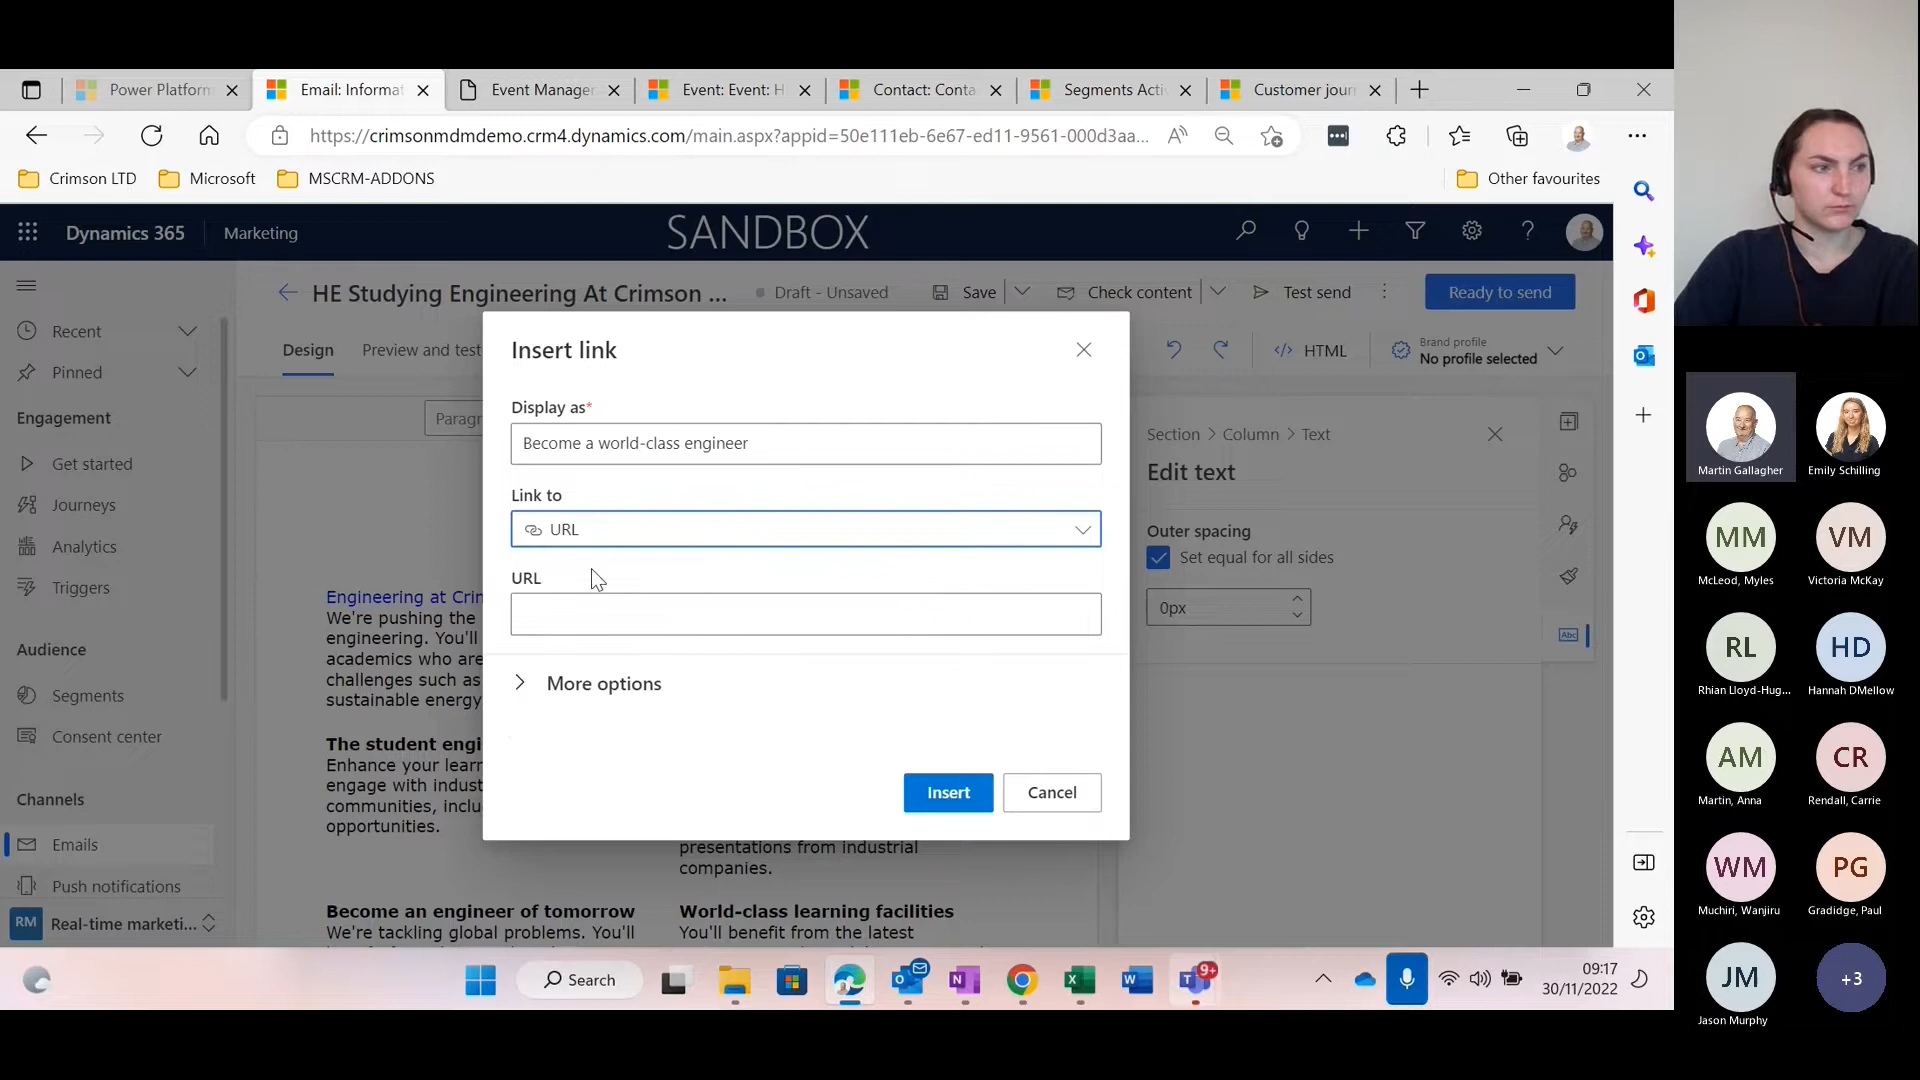 Power Platform
Email: Informat
Event Manage
Event: Event: H
Contact: Conta
Segments Acti
Customer jour
https://crimsonmdmdemo.crm4.dynamics.com/main.aspx?appid=50e111eb-6e67-ed11-9561-000d3aa...
Crimson LTD
Microsoft
MSCRM-ADDONS
Other favourites
Dynamics 365
Marketing
SANDBOX
HE Studying Engineering At Crimson ...
Draft - Unsaved
Save
Check content
Test send
Ready to send
Design
Preview and test
HTML
Brand profile
No profile selected
Recent
Pinned
Engagement
Get started
Journeys
Analytics
Triggers
Audience
Segments
Consent center
Channels
Emails
Push notifications
RM
Real-time marketi...
Paragr
Engineering at Crim
We're pushing the
engineering. You'll
academics who are
challenges such as
sustainable energy
The student engi
Enhance your learn
engage with indust
communities, inclu
opportunities.
presentations from industrial
companies.
Become an engineer of tomorrow
We're tackling global problems. You'll
World-class learning facilities
You'll benefit from the latest
Insert link
Display as*
Become a world-class engineer
Link to
URL
URL
More options
Insert
Cancel
Section > Column > Text
Edit text
Outer spacing
Set equal for all sides
0px
Abc
Search
9+
09:17
30/11/2022
Martin Gallagher
Emily Schilling
MM
McLeod, Myles
VM
Victoria McKay
RL
Rhian Lloyd-Hug...
HD
Hannah DMellow
AM
Martin, Anna
CR
Rendall, Carrie
WM
Muchiri, Wanjiru
PG
Gradidge, Paul
JM
Jason Murphy
+3